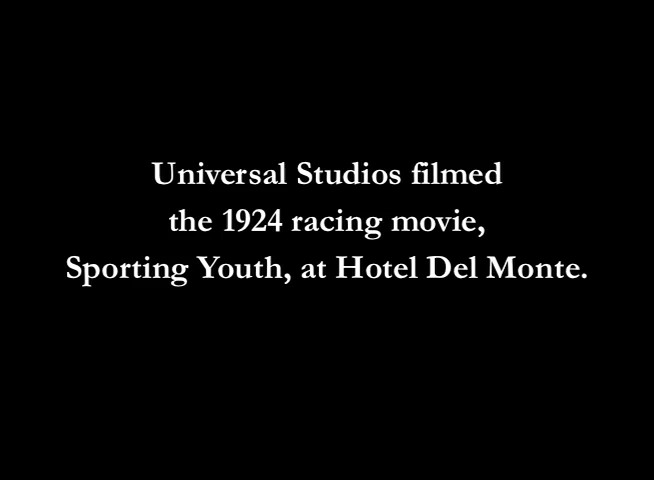 Universal Studios filmed
the 1924 racing movie,
Sporting Youth, at Hotel Del Monte.